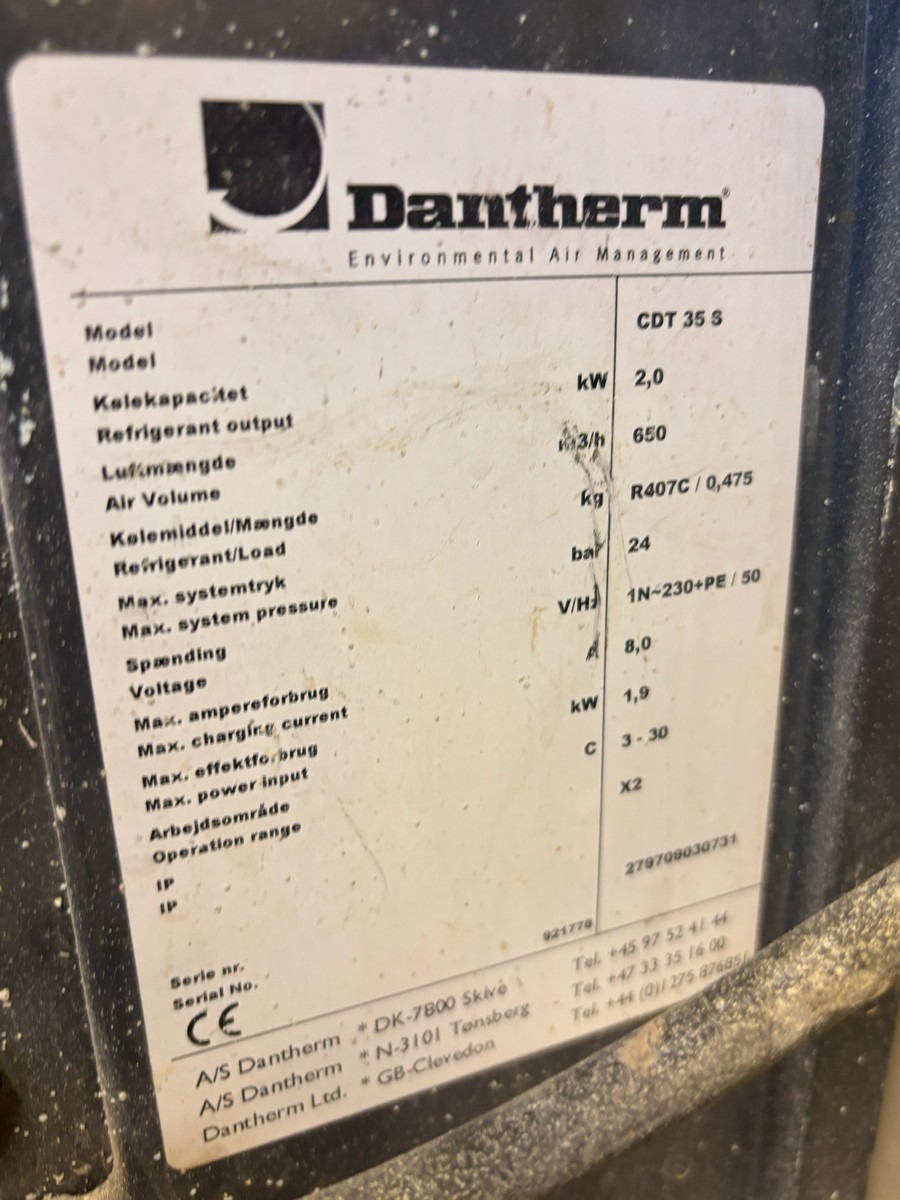 Dantherm®
Environmental Air Management
Model CDT 35 S
Model
Kølekapacitet kW 2,0
Refrigerant output
Luftmængde m3/h 650
Air Volume
Kølemiddel/Mængde kg R407C / 0,475
Refrigerant/Load
Max. systemtryk bar 24
Max. system pressure
Spænding V/Hz 1N~230+PE / 50
Voltage
Max. ampereforbrug A 8,0
Max. charging current
Max. effektforbrug kW 1,9
Max. power input
Arbejdsområde C 3 - 30
Operation range
IP X2
IP
Serie nr. 279709030731
Serial No. 921778
CE
A/S Dantherm * DK-7800 Skive Tel. +45 97 52 41 44
A/S Dantherm * N-3101 Tønsberg Tel. +47 33 35 16 00
Dantherm Ltd. * GB-Clevedon Tel. +44 (0)1275 876851